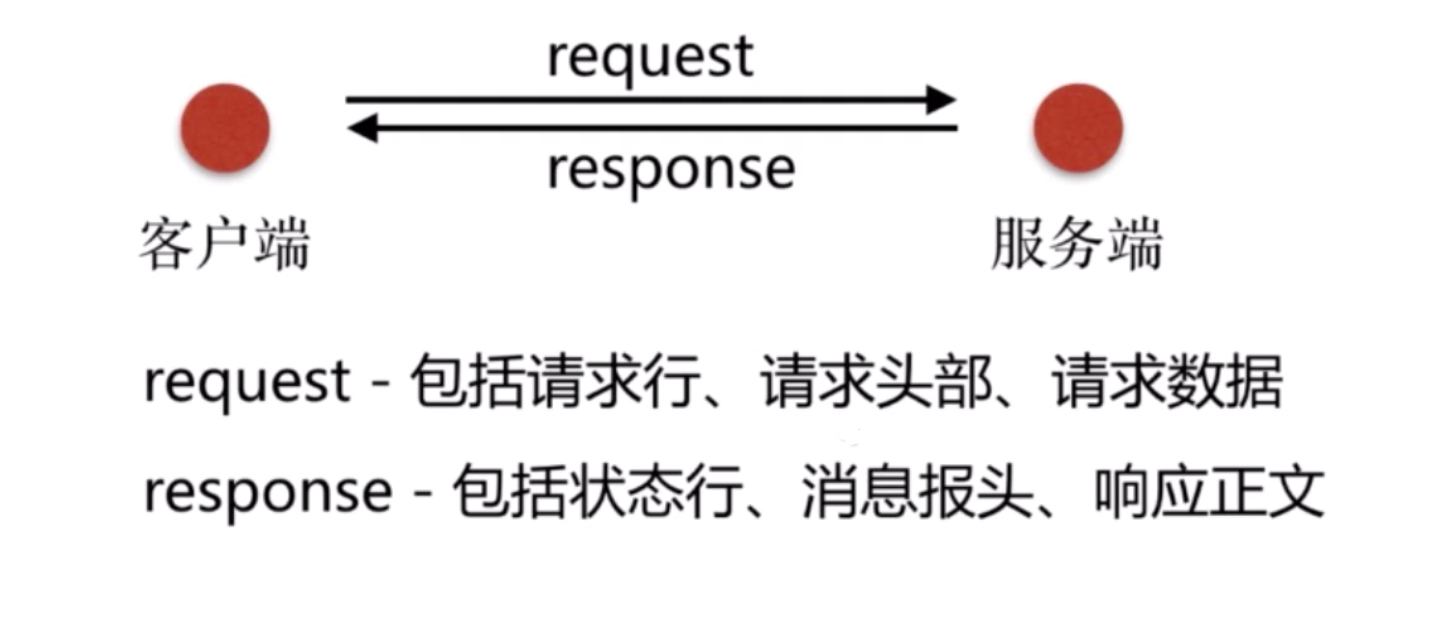 request
response
客户端
服务端
request - 包括请求行、请求头部、请求数据
response - 包括状态行、消息报头、响应正文